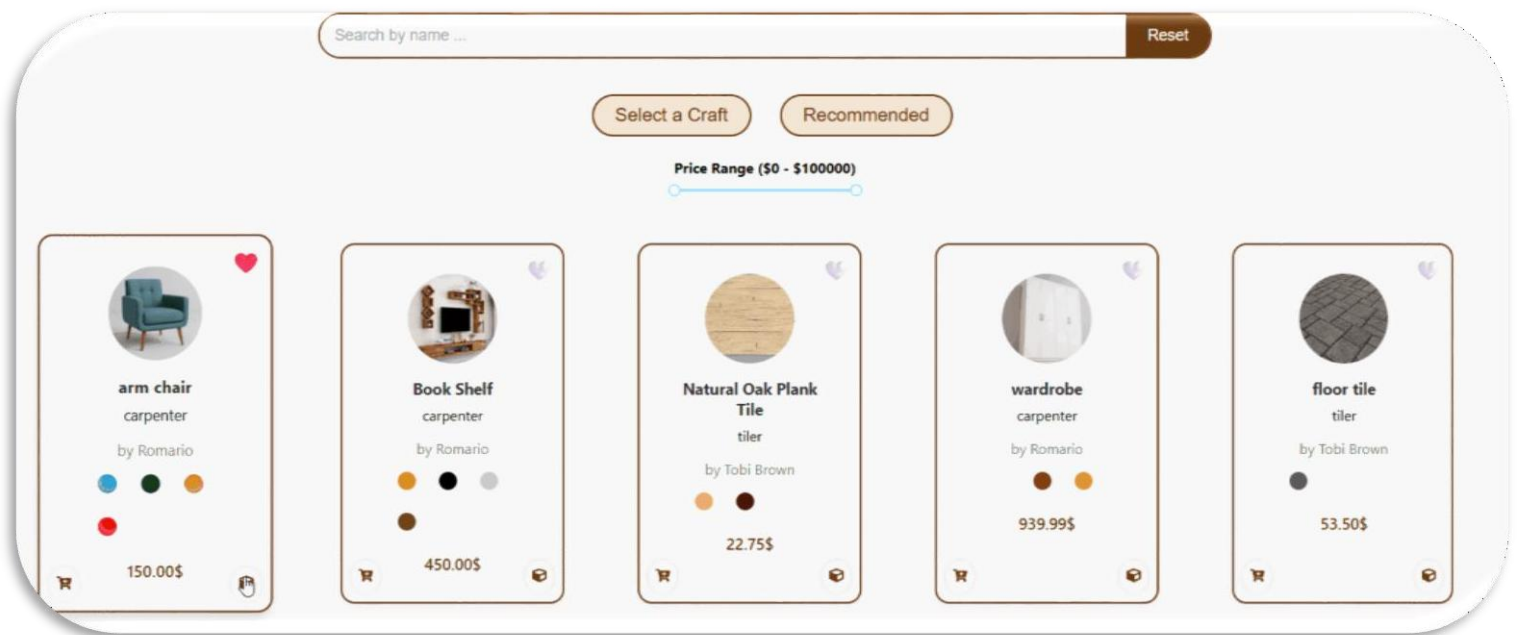 Search by name ...
Reset
Select a Craft
Recommended
Price Range ($0 - $100000)
arm chair
carpenter
by Romario
150.00$
Book Shelf
carpenter
by Romario
450.00$
Natural Oak Plank
Tile
tiler
by Tobi Brown
22.75$
wardrobe
carpenter
by Romario
939.99$
floor tile
tiler
by Tobi Brown
53.50$